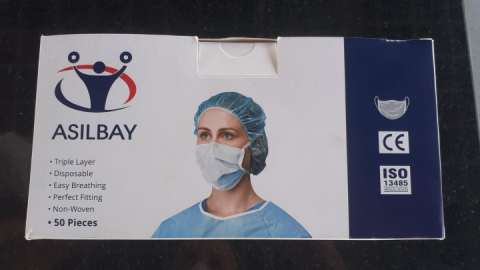 ASILBAY
• Triple Layer
• Disposable
• Easy Breathing
• Perfect Fitting
• Non-Woven
• 50 Pieces
CE
ISO
13485